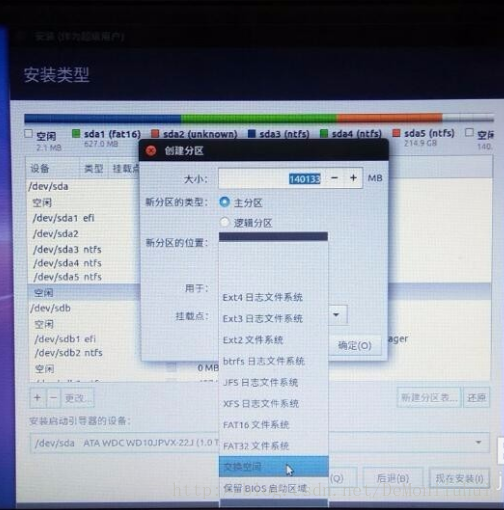 安装 (作为超级用户)
安装类型
空闲 sda1 (fat16) sda2 (unknown) sda3 (ntfs) sda4 (ntfs) sda5 (ntfs) 空闲
2.1 MB 627.0 MB 214.9 GB 140.
创建分区
设备 类型 挂载点
大小: 140133 - + MB
/dev/sda
空闲
新分区的类型: 主分区
/dev/sda1 efi
逻辑分区
/dev/sda2
新分区的位置:
/dev/sda3 ntfs
/dev/sda4 ntfs
/dev/sda5 ntfs
用于:
空闲
Ext4 日志文件系统
/dev/sdb
挂载点:
Ext3 日志文件系统
空闲
Ext2 文件系统
确定(O)
/dev/sdb1 efi
ager
/dev/sdb2 ntfs
btrfs 日志文件系统
空闲
0 MB
JFS 日志文件系统
+ - 更改...
XFS 日志文件系统
新建分区表... 还原
安装启动引导器的设备:
FAT16 文件系统
/dev/sda ATA WDC WD10JPVX-22J (1.0 T
FAT32 文件系统
交换空间
(Q) 后退(B) 现在安装(I)
保留 BIOS 启动区域